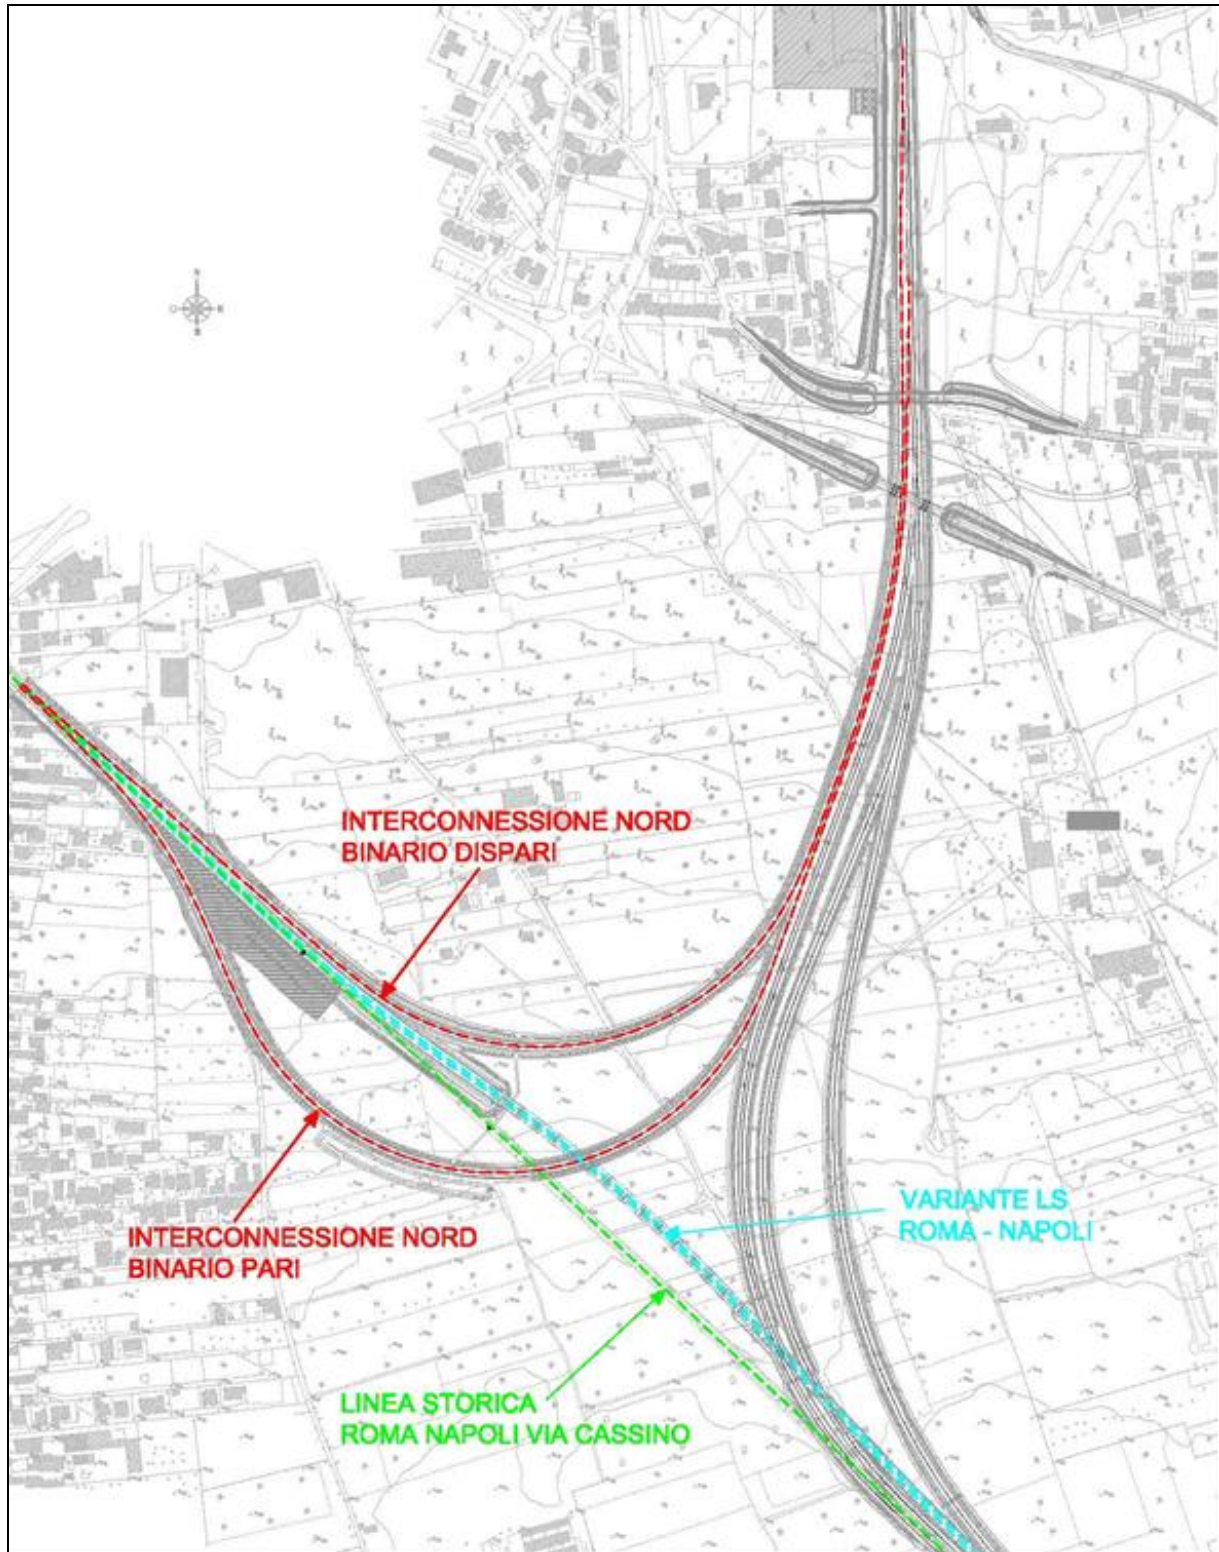 N
INTERCONNESSIONE NORD
BINARIO DISPARI
VARIANTE LS
ROMA - NAPOLI
INTERCONNESSIONE NORD
BINARIO PARI
LINEA STORICA
ROMA NAPOLI VIA CASSINO